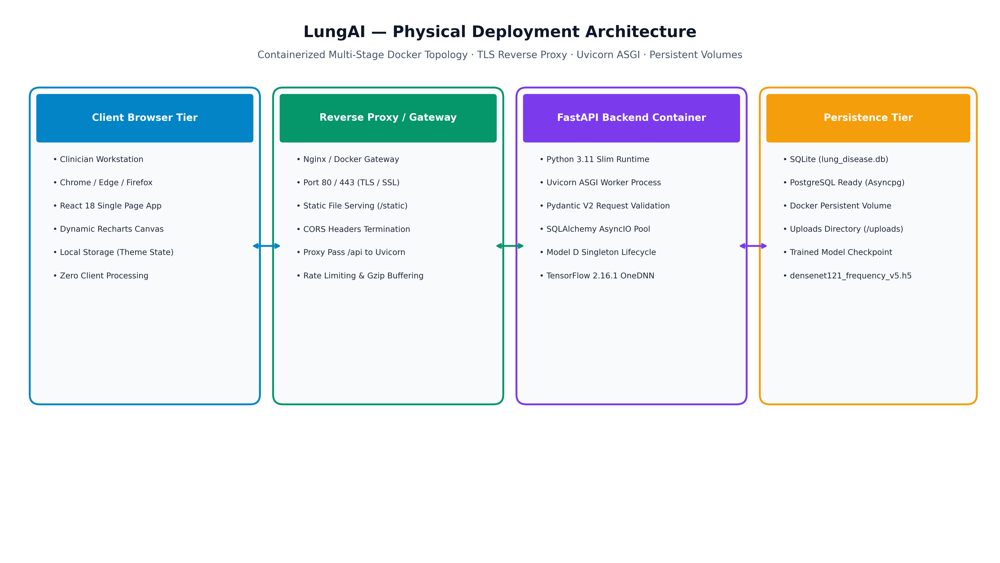 LungAI — Physical Deployment Architecture
Containerized Multi-Stage Docker Topology · TLS Reverse Proxy · Uvicorn ASGI · Persistent Volumes
Client Browser Tier
• Clinician Workstation
• Chrome / Edge / Firefox
• React 18 Single Page App
• Dynamic Recharts Canvas
• Local Storage (Theme State)
• Zero Client Processing
Reverse Proxy / Gateway
• Nginx / Docker Gateway
• Port 80 / 443 (TLS / SSL)
• Static File Serving (/static)
• CORS Headers Termination
• Proxy Pass /api to Uvicorn
• Rate Limiting & Gzip Buffering
FastAPI Backend Container
• Python 3.11 Slim Runtime
• Uvicorn ASGI Worker Process
• Pydantic V2 Request Validation
• SQLAlchemy AsyncIO Pool
• Model D Singleton Lifecycle
• TensorFlow 2.16.1 OneDNN
Persistence Tier
• SQLite (lung_disease.db)
• PostgreSQL Ready (Asyncpg)
• Docker Persistent Volume
• Uploads Directory (/uploads)
• Trained Model Checkpoint
• densenet121_frequency_v5.h5